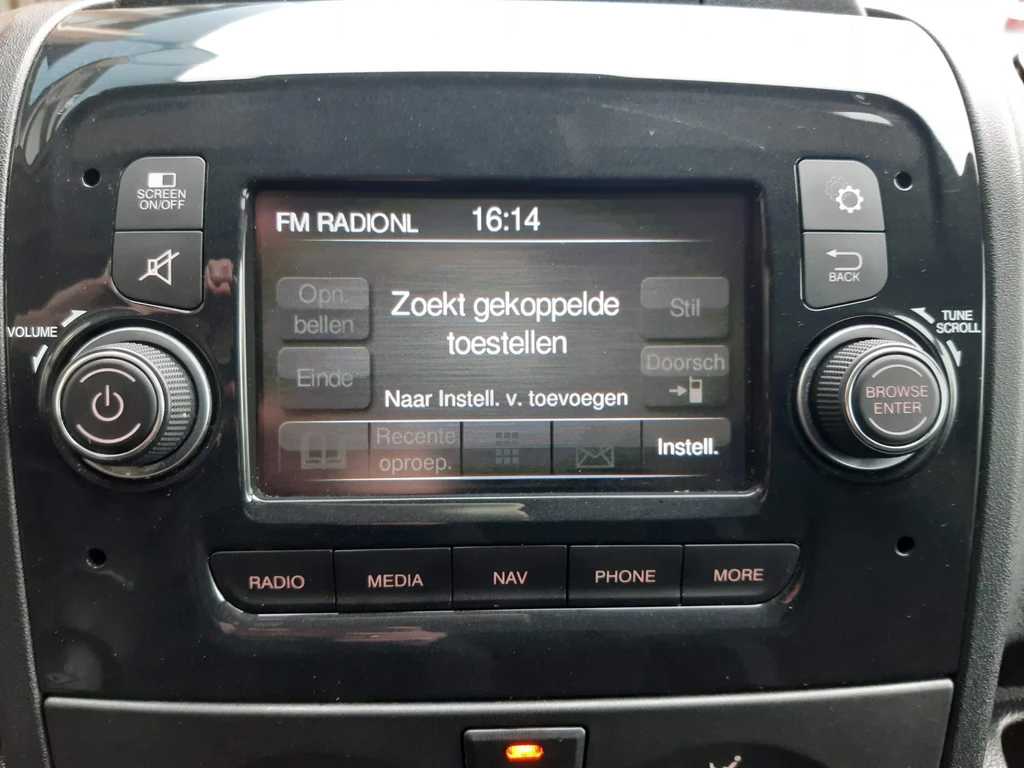 SCREEN
ON/OFF
FM RADIONL 16:14
BACK
Opn.
bellen
Zoekt gekoppelde
toestellen
Stil
VOLUME
TUNE
SCROLL
Einde
Doorsch
Naar Instell. v. toevoegen
BROWSE
ENTER
Recente
oproep.
Instell.
RADIO MEDIA NAV PHONE MORE